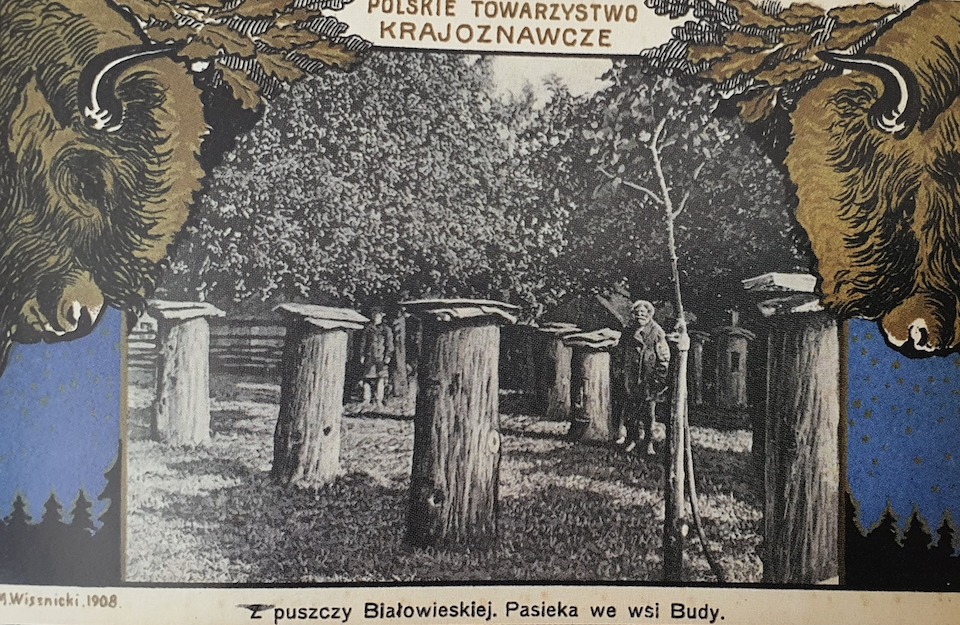 POLSKIE TOWARZYSTWO
KRAJOZNAWCZE
M.Wisznicki.1908.
Z puszczy Białowieskiej. Pasieka we wsi Budy.